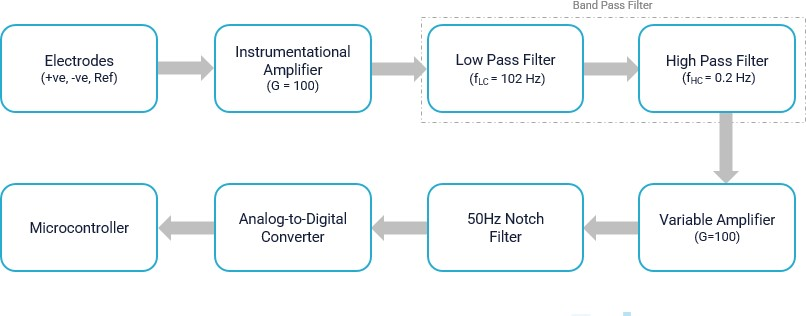 Band Pass Filter
Electrodes
(+ve, -ve, Ref)
Instrumentational
Amplifier
(G = 100)
Low Pass Filter
(fLC = 102 Hz)
High Pass Filter
(fHC = 0.2 Hz)
Microcontroller
Analog-to-Digital
Converter
50Hz Notch
Filter
Variable Amplifier
(G=100)